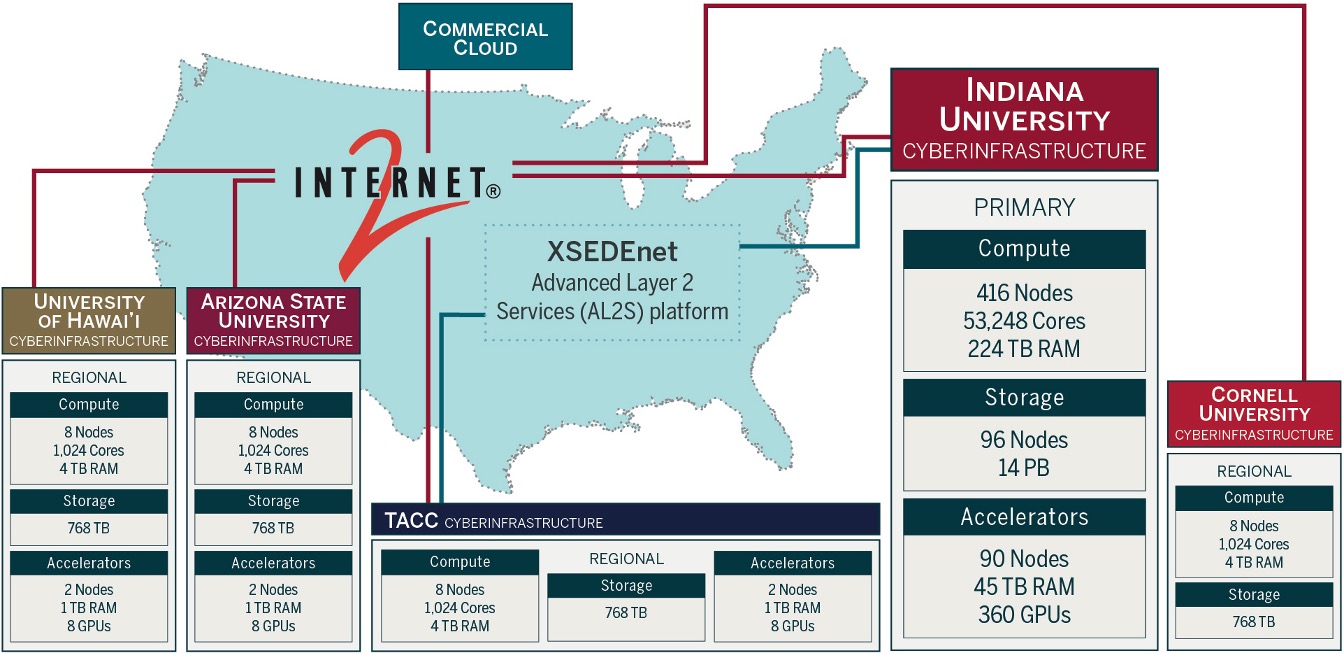 COMMERCIAL
CLOUD
INTERNET®
2
XSEDEnet
Advanced Layer 2
Services (AL2S) platform
INDIANA
UNIVERSITY
CYBERINFRASTRUCTURE
PRIMARY
Compute
416 Nodes
53,248 Cores
224 TB RAM
Storage
96 Nodes
14 PB
Accelerators
90 Nodes
45 TB RAM
360 GPUs
UNIVERSITY
OF HAWAI'I
CYBERINFRASTRUCTURE
REGIONAL
Compute
8 Nodes
1,024 Cores
4 TB RAM
Storage
768 TB
Accelerators
2 Nodes
1 TB RAM
8 GPUs
ARIZONA STATE
UNIVERSITY
CYBERINFRASTRUCTURE
REGIONAL
Compute
8 Nodes
1,024 Cores
4 TB RAM
Storage
768 TB
Accelerators
2 Nodes
1 TB RAM
8 GPUs
TACC CYBERINFRASTRUCTURE
Compute
8 Nodes
1,024 Cores
4 TB RAM
REGIONAL
Storage
768 TB
Accelerators
2 Nodes
1 TB RAM
8 GPUs
CORNELL
UNIVERSITY
CYBERINFRASTRUCTURE
REGIONAL
Compute
8 Nodes
1,024 Cores
4 TB RAM
Storage
768 TB